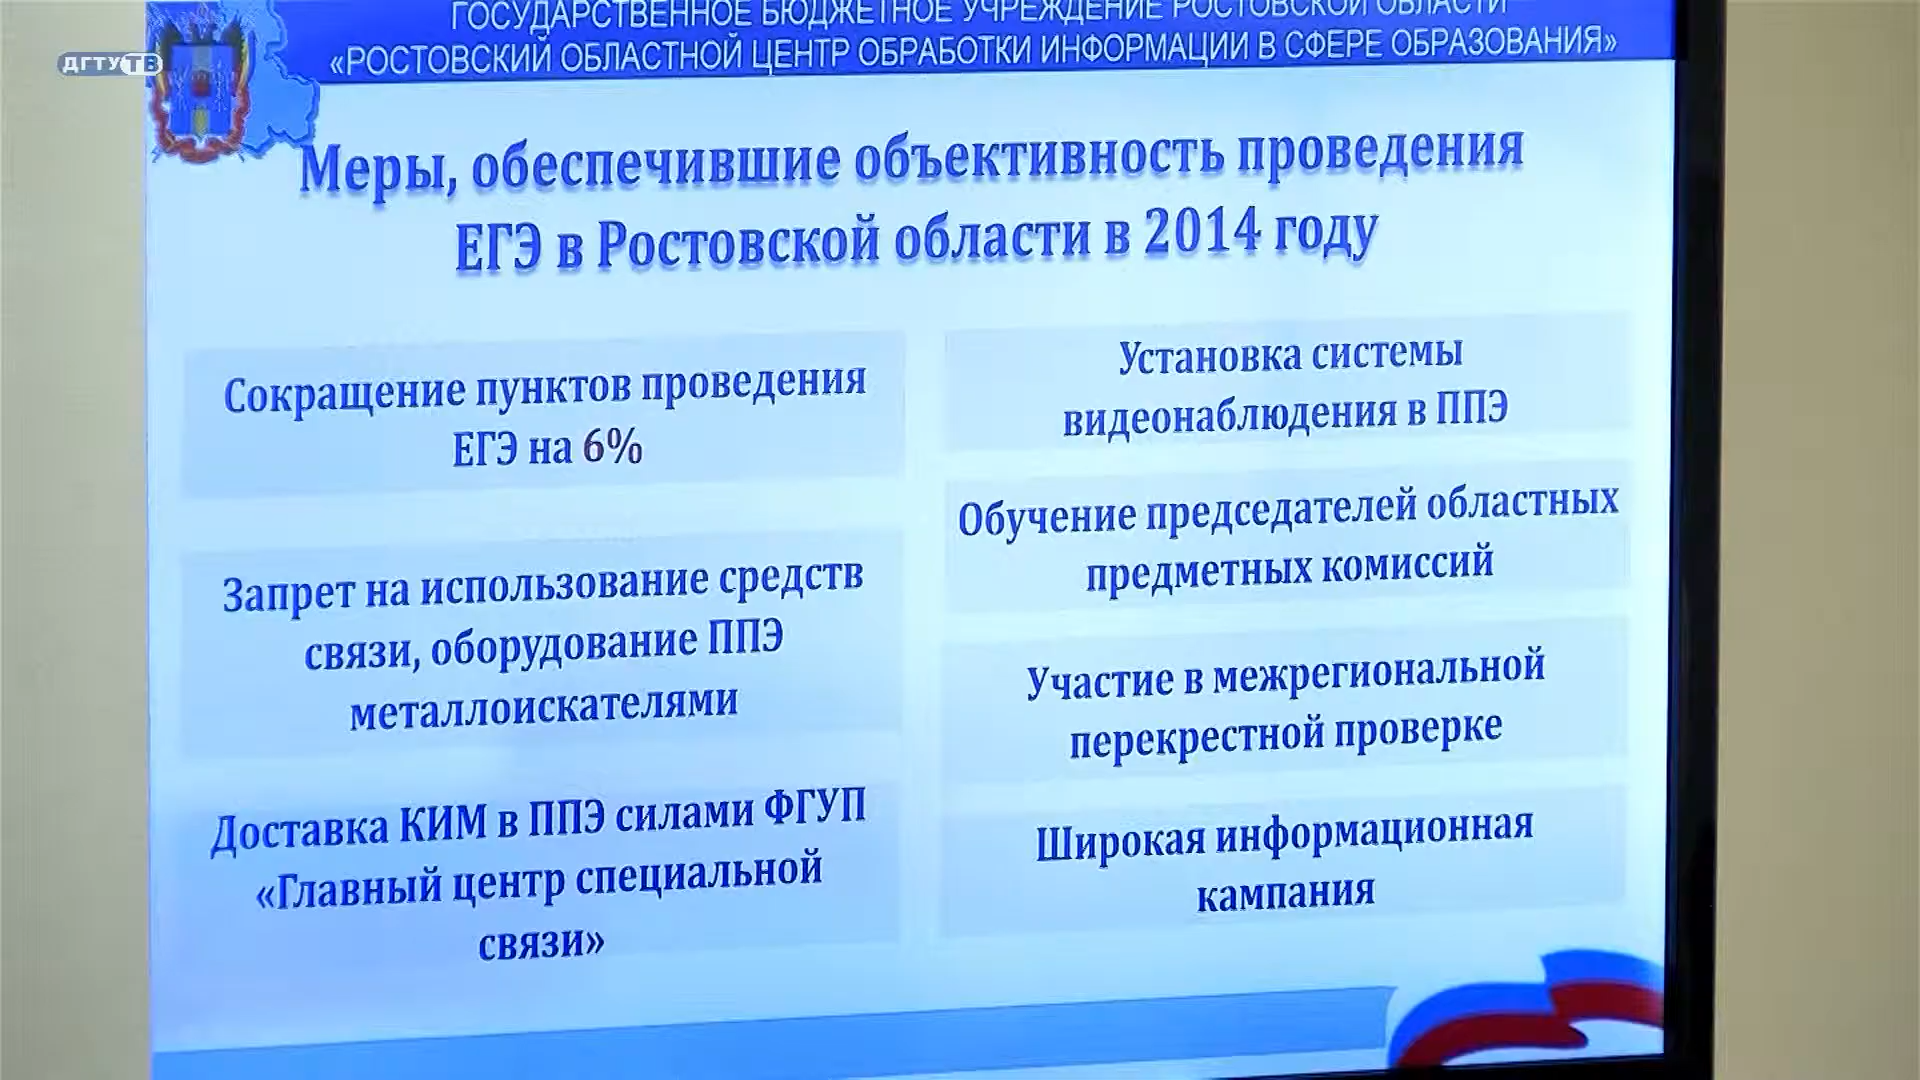 ГОСУДАРСТВЕННОЕ БЮДЖЕТНОЕ УЧРЕЖДЕНИЕ РОСТОВСКОЙ ОБЛАСТИ
«РОСТОВСКИЙ ОБЛАСТНОЙ ЦЕНТР ОБРАБОТКИ ИНФОРМАЦИИ В СФЕРЕ ОБРАЗОВАНИЯ»
ДГТУ ТВ
Меры, обеспечившие объективность проведения
ЕГЭ в Ростовской области в 2014 году
Сокращение пунктов проведения
ЕГЭ на 6%
Запрет на использование средств
связи, оборудование ППЭ
металлоискателями
Доставка КИМ в ППЭ силами ФГУП
«Главный центр специальной
связи»
Установка системы
видеонаблюдения в ППЭ
Обучение председателей областных
предметных комиссий
Участие в межрегиональной
перекрестной проверке
Широкая информационная
кампания